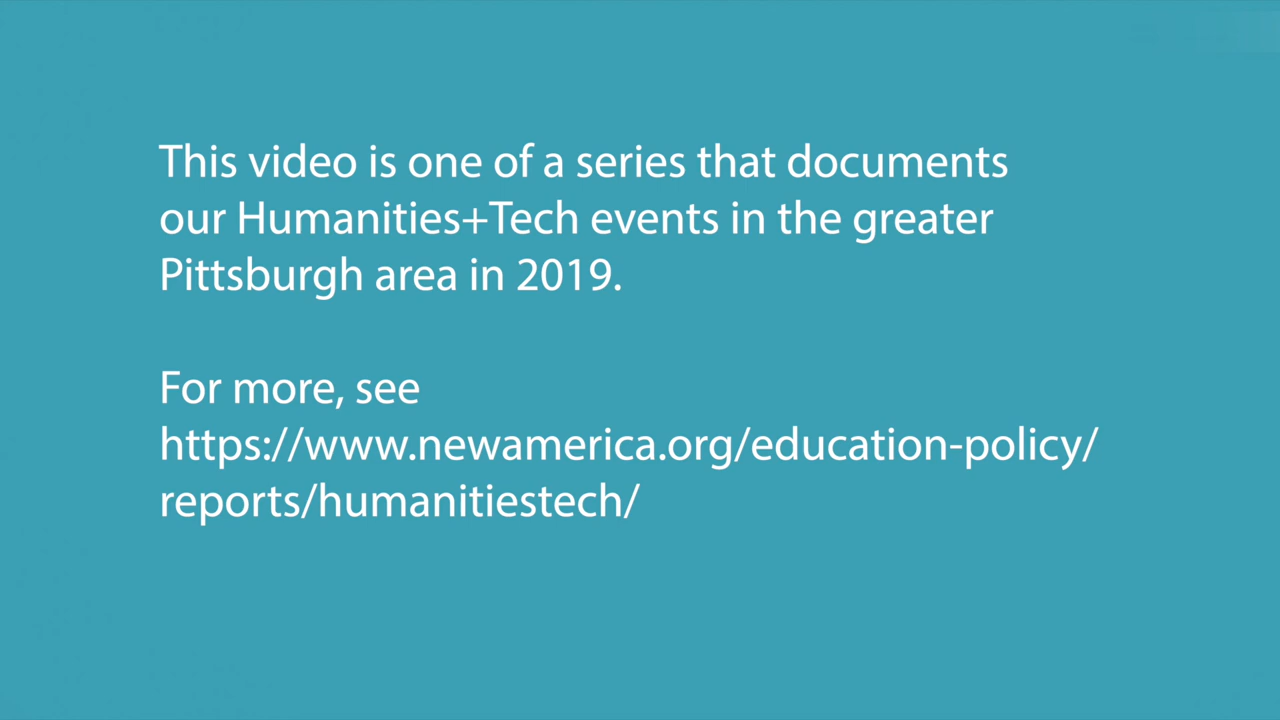 This video is one of a series that documents
our Humanities+Tech events in the greater
Pittsburgh area in 2019.
For more, see
https://www.newamerica.org/education-policy/
reports/humanitiestech/